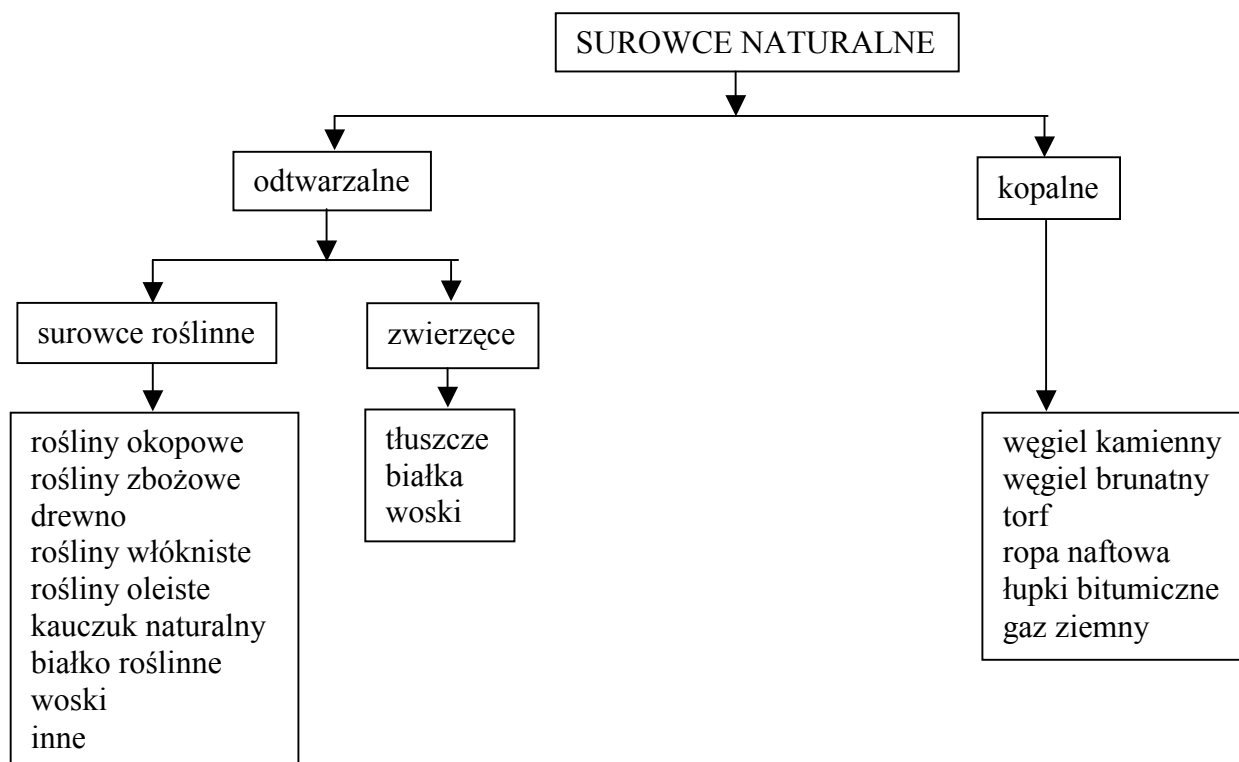 SUROWCE NATURALNE
odtwarzalne
kopalne
surowce roślinne
zwierzęce
rośliny okopowe
rośliny zbożowe
drewno
rośliny włókniste
rośliny oleiste
kauczuk naturalny
białko roślinne
woski
inne
tłuszcze
białka
woski
węgiel kamienny
węgiel brunatny
torf
ropa naftowa
łupki bitumiczne
gaz ziemny